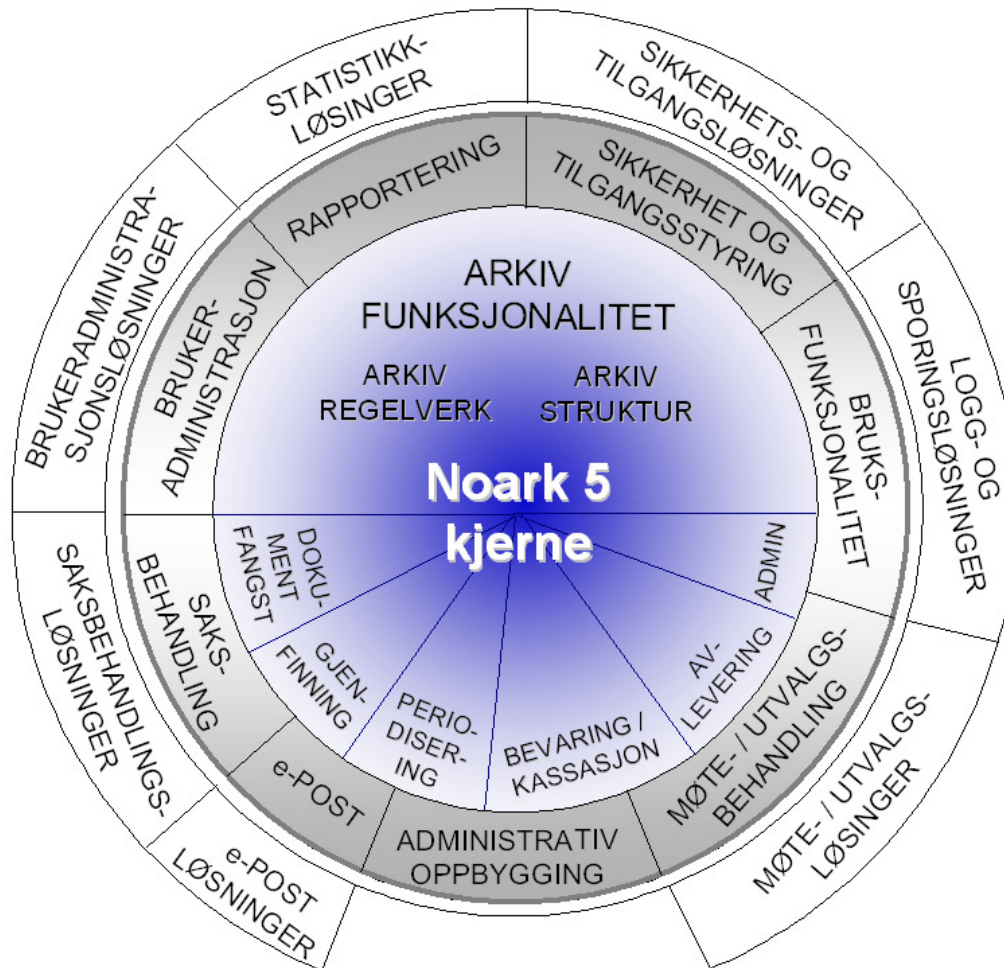 STATISTIKK-
LØSINGER
SIKKERHETS- OG
TILGANGSLØSNINGER
LOGG- OG
SPORINGSLØSNINGER
MØTE- / UTVALGS-
LØSINGER
e-POST
LØSNINGER
SAKSBEHANDLINGS-
LØSNINGER
BRUKERADMINISTRA-
SJONSLØSNINGER
RAPPORTERING
SIKKERHET OG
TILGANGSSTYRING
BRUKS-
FUNKSJONALITET
MØTE- / UTVALGS-
BEHANDLING
ADMINISTRATIV
OPPBYGGING
e-POST
SAKS-
BEHANDLING
BRUKER-
ADMINISTRASJON
ARKIV
FUNKSJONALITET
ARKIV
REGELVERK
ARKIV
STRUKTUR
Noark 5
kjerne
DOKU-
MENT
FANGST
GJEN-
FINNING
PERIO-
DISER-
ING
BEVARING /
KASSASJON
AV-
LEVERING
ADMIN